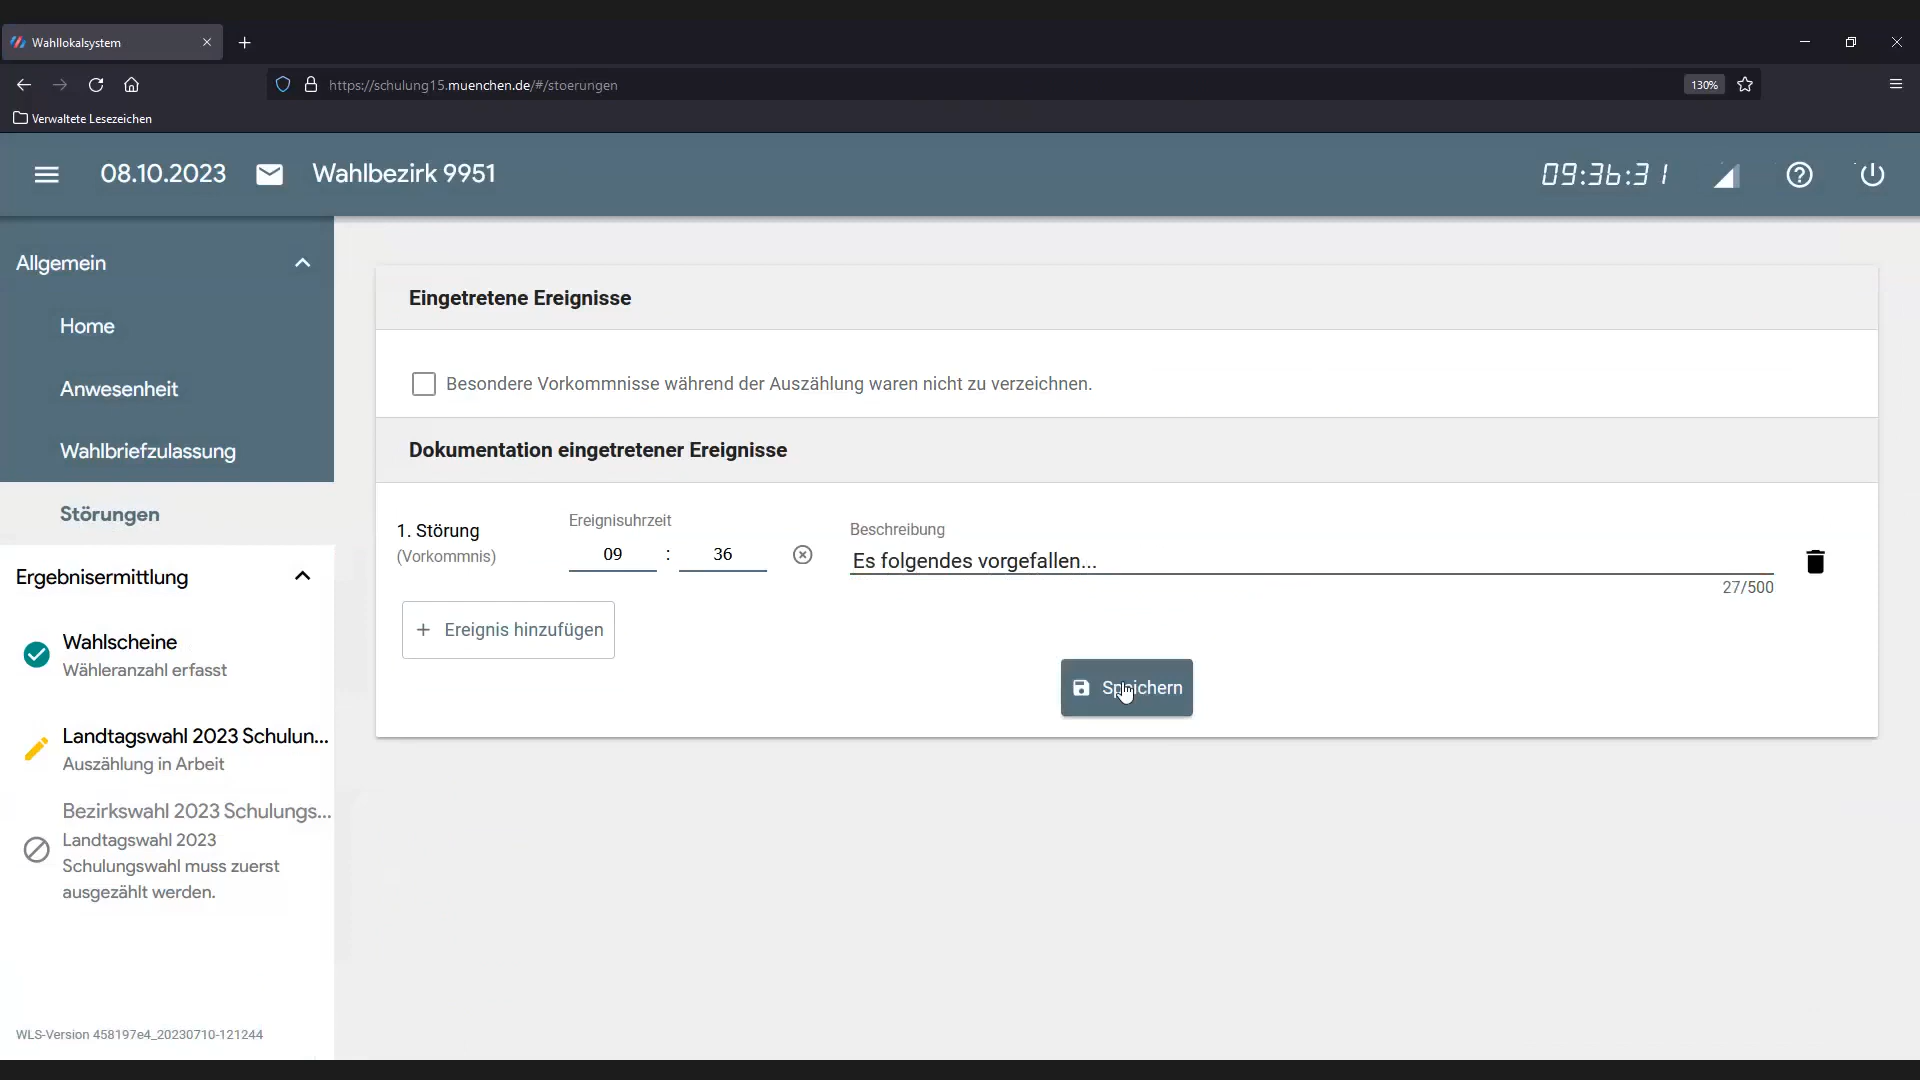 Wahllokalsystem
https://schulung15.muenchen.de/#/stoerungen
130%
Verwaltete Lesezeichen
08.10.2023
Wahlbezirk 9951
09:36:31
Allgemein
Home
Anwesenheit
Wahlbriefzulassung
Störungen
Ergebnisermittlung
Wahlscheine
Wähleranzahl erfasst
Landtagswahl 2023 Schulun...
Auszählung in Arbeit
Bezirkswahl 2023 Schulungs...
Landtagswahl 2023
Schulungswahl muss zuerst
ausgezählt werden.
WLS-Version 458197e4_20230710-121244
Eingetretene Ereignisse
Besondere Vorkommnisse während der Auszählung waren nicht zu verzeichnen.
Dokumentation eingetretener Ereignisse
1. Störung
(Vorkommnis)
Ereignisuhrzeit
09 : 36
Beschreibung
Es folgendes vorgefallen...
27/500
+ Ereignis hinzufügen
Speichern